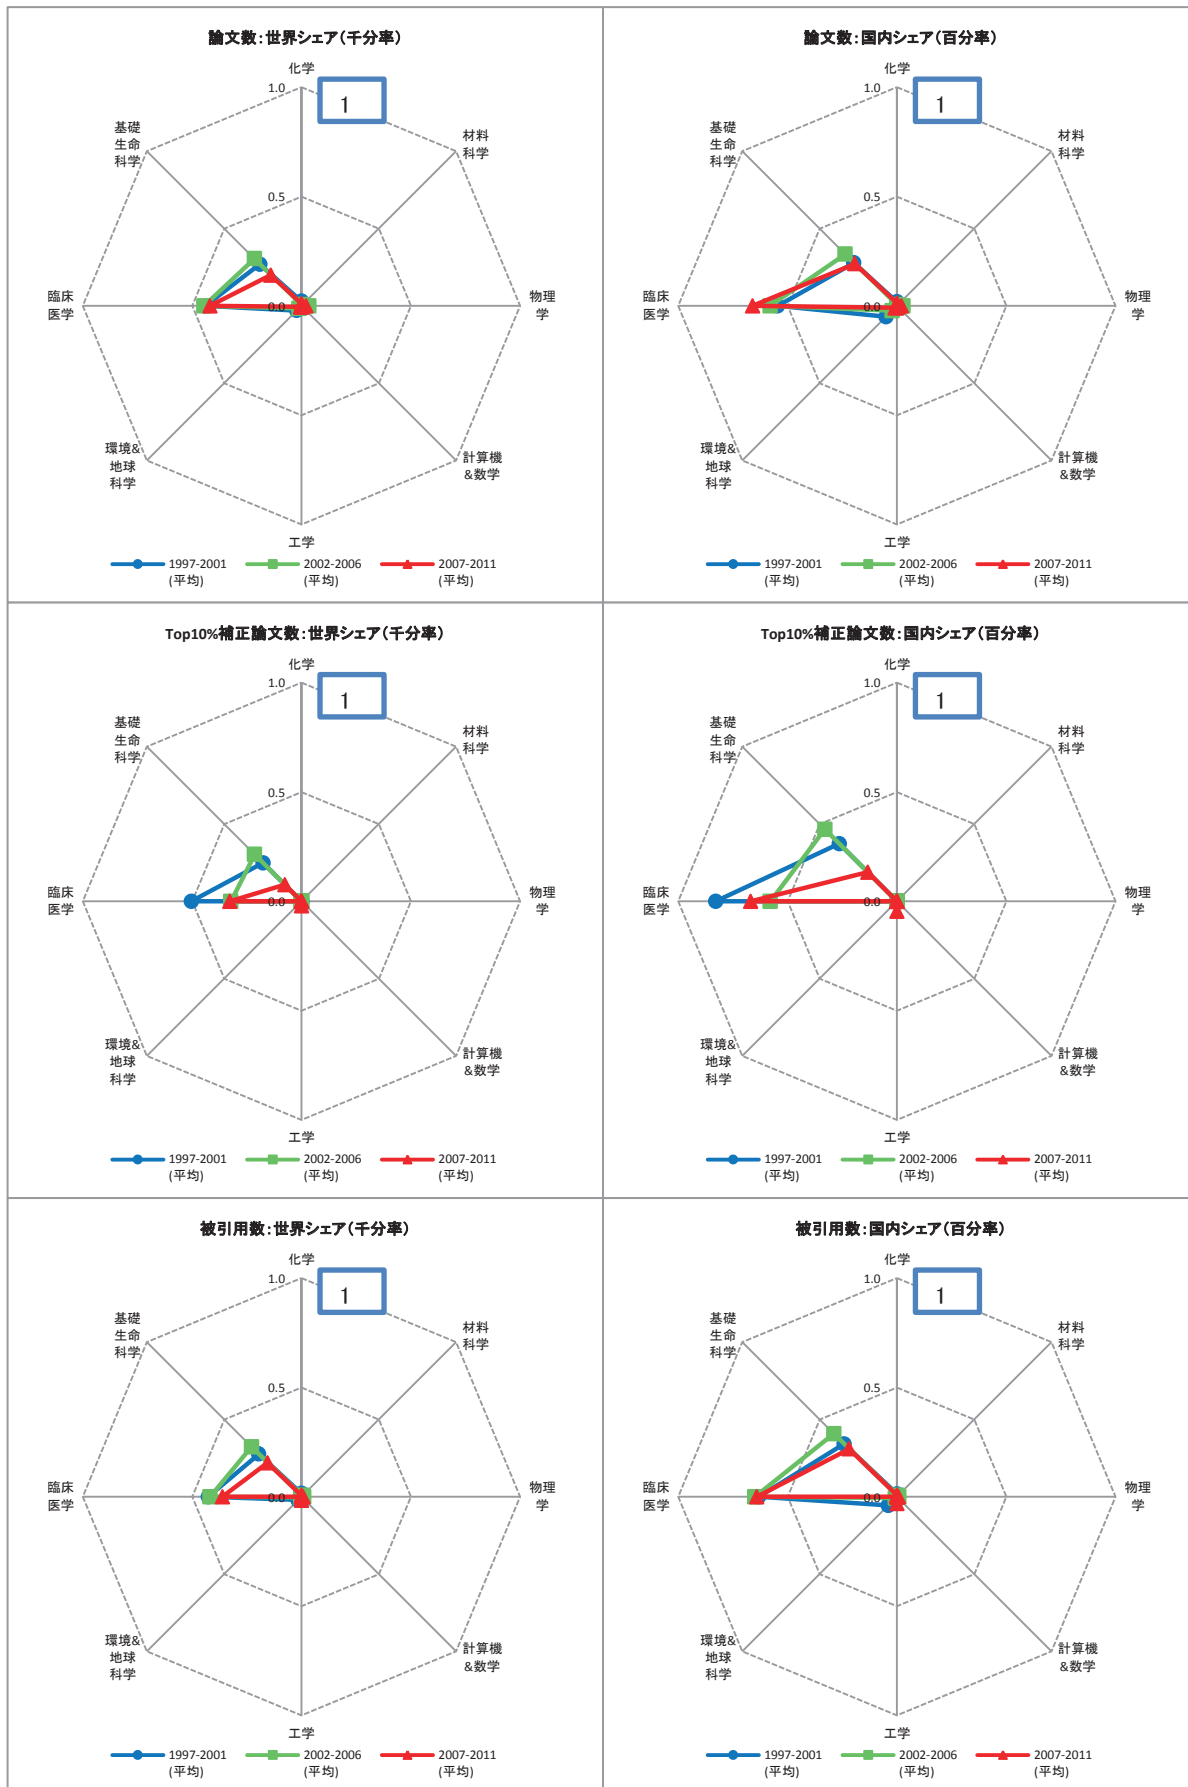 論文数：世界シェア（千分率）
化学
1.0
1
基礎
生命
科学
材料
科学
0.5
臨床
医学
0.0
物理
学
環境&
地球
科学
計算機
&数学
工学
1997-2001
(平均)
2002-2006
(平均)
2007-2011
(平均)
論文数：国内シェア（百分率）
化学
1.0
1
基礎
生命
科学
材料
科学
0.5
臨床
医学
0.0
物理
学
環境&
地球
科学
計算機
&数学
工学
1997-2001
(平均)
2002-2006
(平均)
2007-2011
(平均)
Top10%補正論文数：世界シェア（千分率）
化学
1.0
1
基礎
生命
科学
材料
科学
0.5
臨床
医学
0.0
物理
学
環境&
地球
科学
計算機
&数学
工学
1997-2001
(平均)
2002-2006
(平均)
2007-2011
(平均)
Top10%補正論文数：国内シェア（百分率）
化学
1.0
1
基礎
生命
科学
材料
科学
0.5
臨床
医学
0.0
物理
学
環境&
地球
科学
計算機
&数学
工学
1997-2001
(平均)
2002-2006
(平均)
2007-2011
(平均)
被引用数：世界シェア（千分率）
化学
1.0
1
基礎
生命
科学
材料
科学
0.5
臨床
医学
0.0
物理
学
環境&
地球
科学
計算機
&数学
工学
1997-2001
(平均)
2002-2006
(平均)
2007-2011
(平均)
被引用数：国内シェア（百分率）
化学
1.0
1
基礎
生命
科学
材料
科学
0.5
臨床
医学
0.0
物理
学
環境&
地球
科学
計算機
&数学
工学
1997-2001
(平均)
2002-2006
(平均)
2007-2011
(平均)